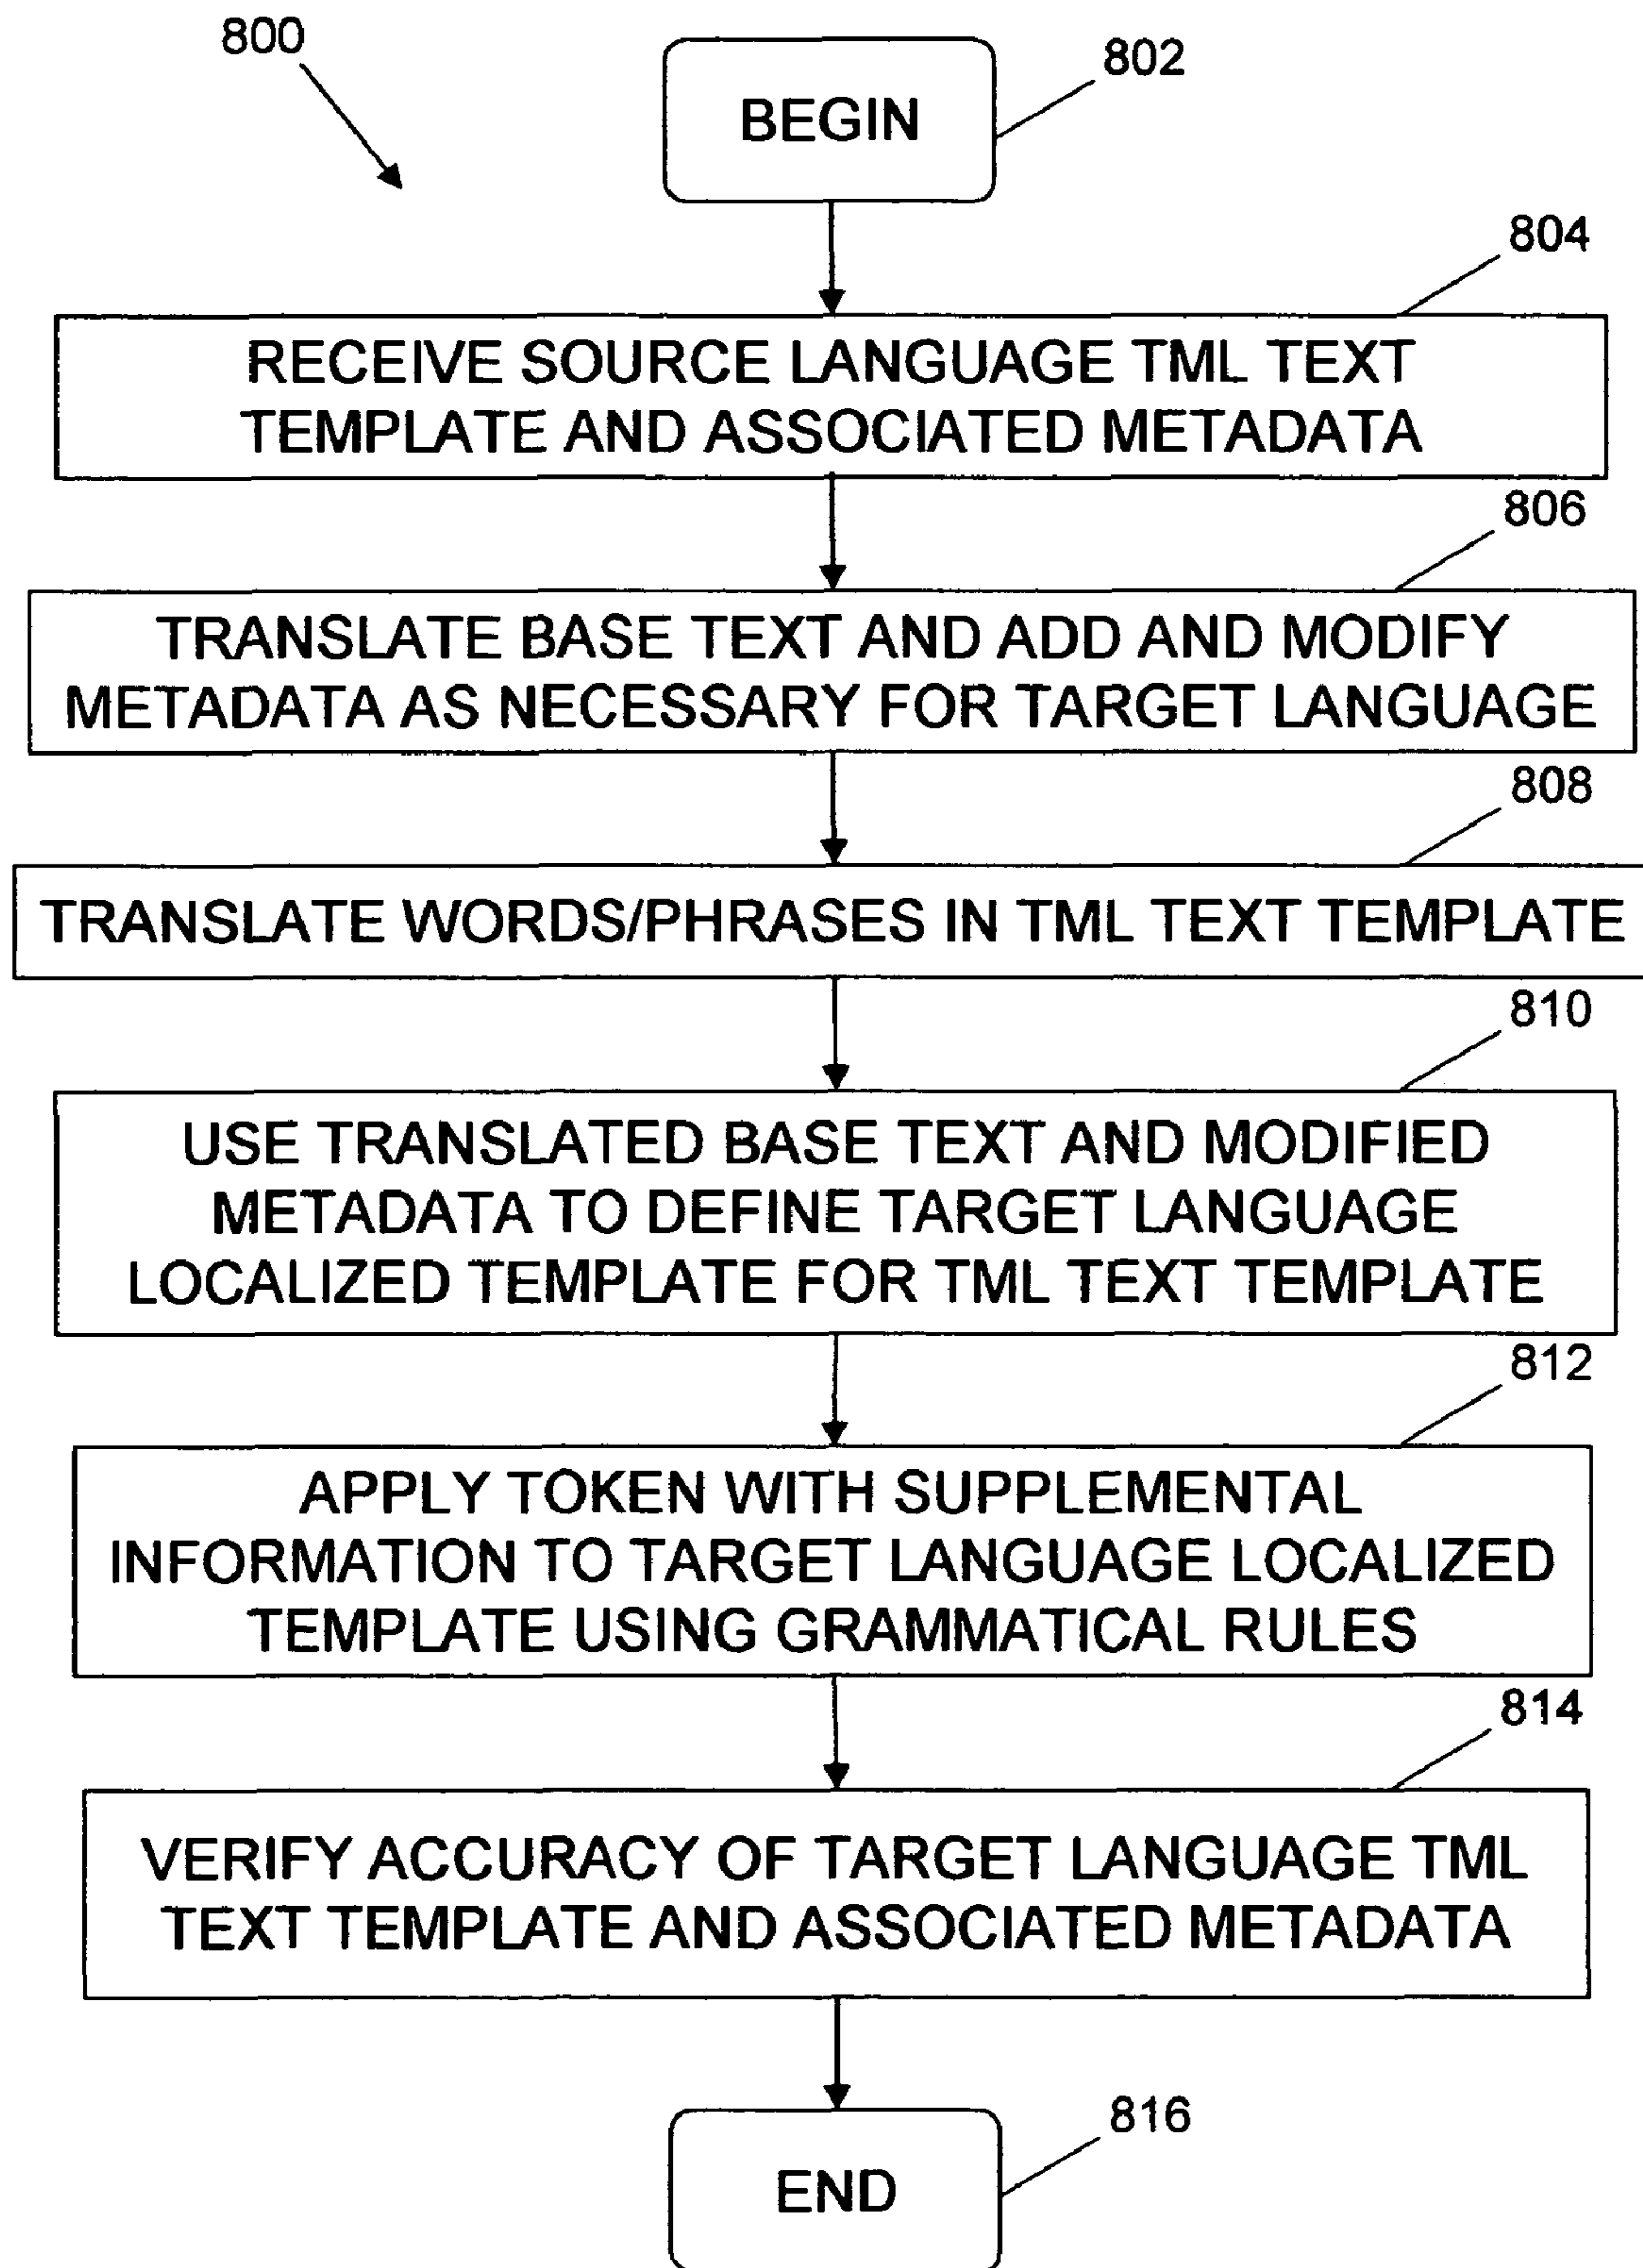 800
802
BEGIN
804
RECEIVE SOURCE LANGUAGE TML TEXT
TEMPLATE AND ASSOCIATED METADATA
806
TRANSLATE BASE TEXT AND ADD AND MODIFY
METADATA AS NECESSARY FOR TARGET LANGUAGE
808
TRANSLATE WORDS/PHRASES IN TML TEXT TEMPLATE
810
USE TRANSLATED BASE TEXT AND MODIFIED
METADATA TO DEFINE TARGET LANGUAGE
LOCALIZED TEMPLATE FOR TML TEXT TEMPLATE
812
APPLY TOKEN WITH SUPPLEMENTAL
INFORMATION TO TARGET LANGUAGE LOCALIZED
TEMPLATE USING GRAMMATICAL RULES
814
VERIFY ACCURACY OF TARGET LANGUAGE TML
TEXT TEMPLATE AND ASSOCIATED METADATA
816
END